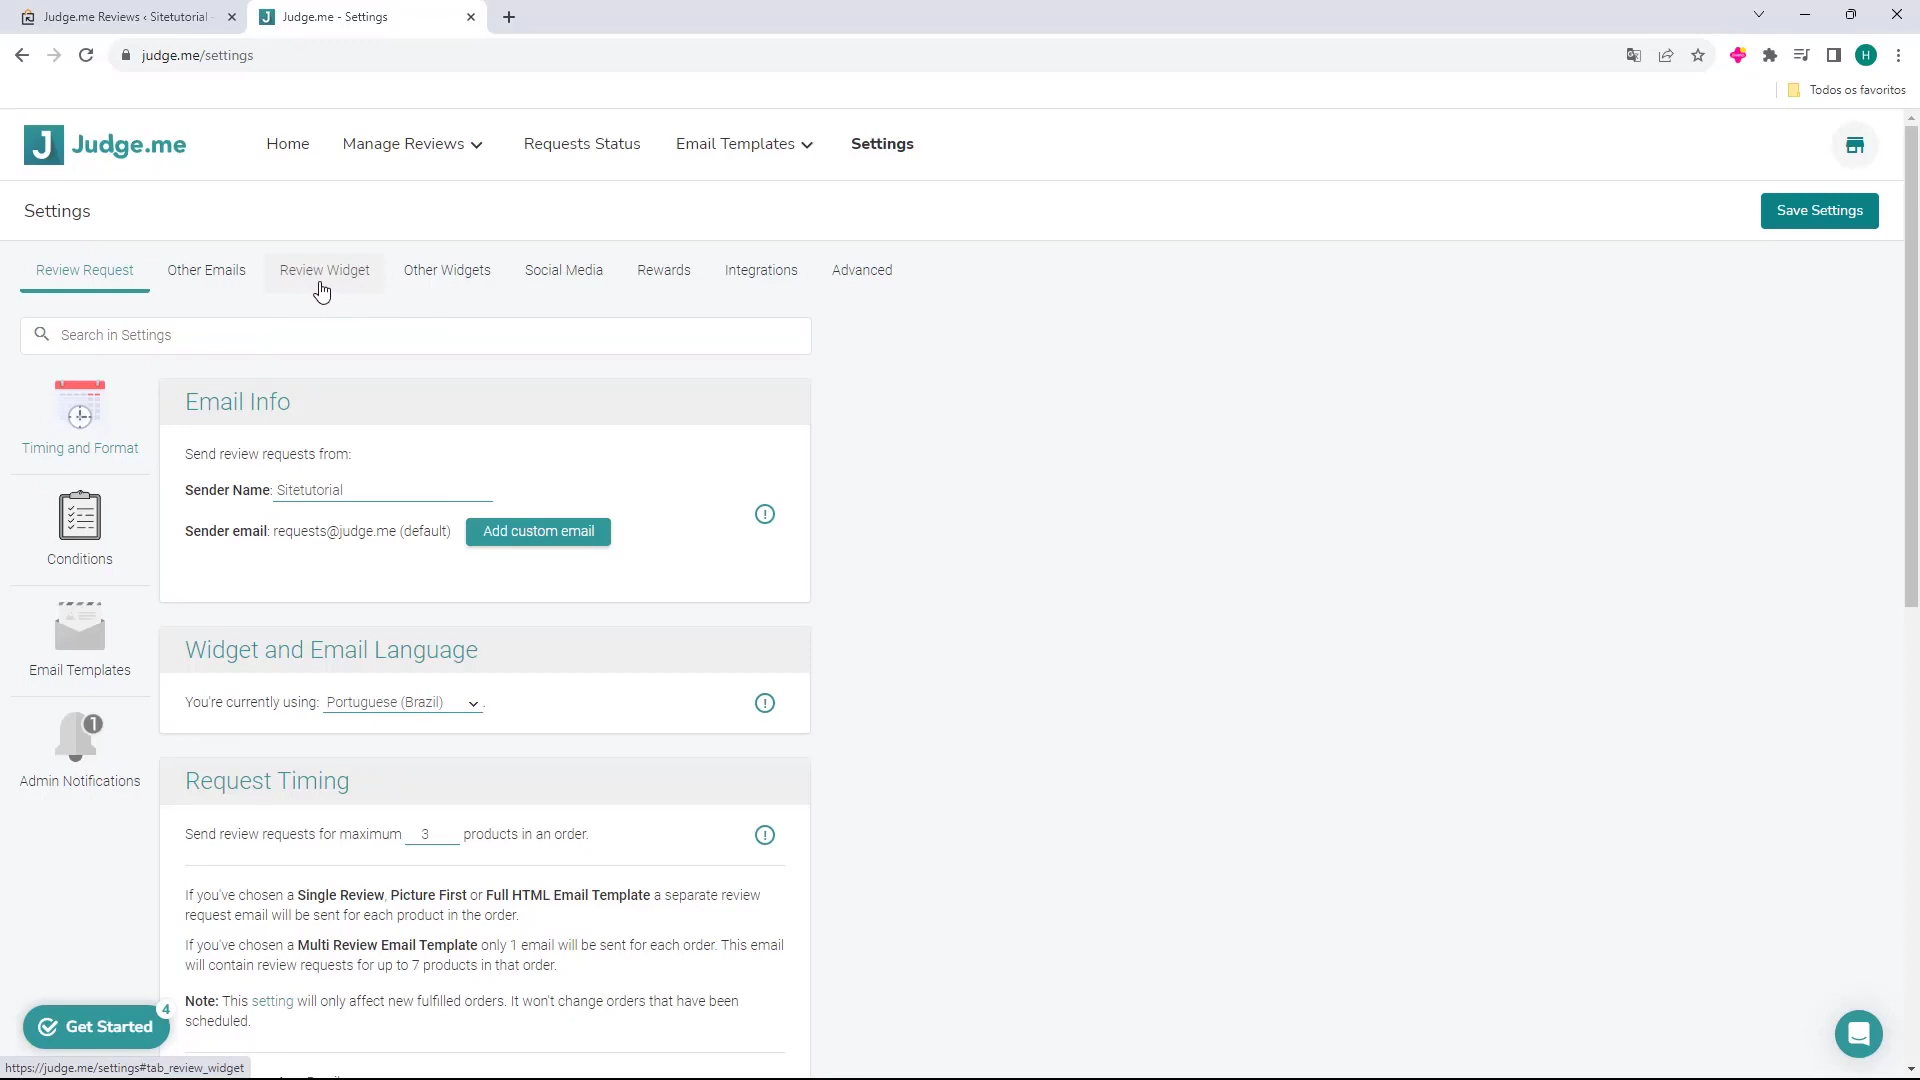 Judge.me Reviews ‹ Sitetutorial
Judge.me - Settings
judge.me/settings
H
Todos os favoritos
J Judge.me
Home
Manage Reviews
Requests Status
Email Templates
Settings
Settings
Save Settings
Review Request
Other Emails
Review Widget
Other Widgets
Social Media
Rewards
Integrations
Advanced
Search in Settings
Timing and Format
Conditions
Email Templates
1
Admin Notifications
Email Info
Send review requests from:
Sender Name: Sitetutorial
Sender email: requests@judge.me (default) Add custom email
Widget and Email Language
You're currently using: Portuguese (Brazil) .
Request Timing
Send review requests for maximum 3 products in an order.
If you've chosen a Single Review, Picture First or Full HTML Email Template a separate review
request email will be sent for each product in the order.
If you've chosen a Multi Review Email Template only 1 email will be sent for each order. This email
will contain review requests for up to 7 products in that order.
Note: This setting will only affect new fulfilled orders. It won't change orders that have been
scheduled.
Get Started
4
https://judge.me/settings#tab_review_widget